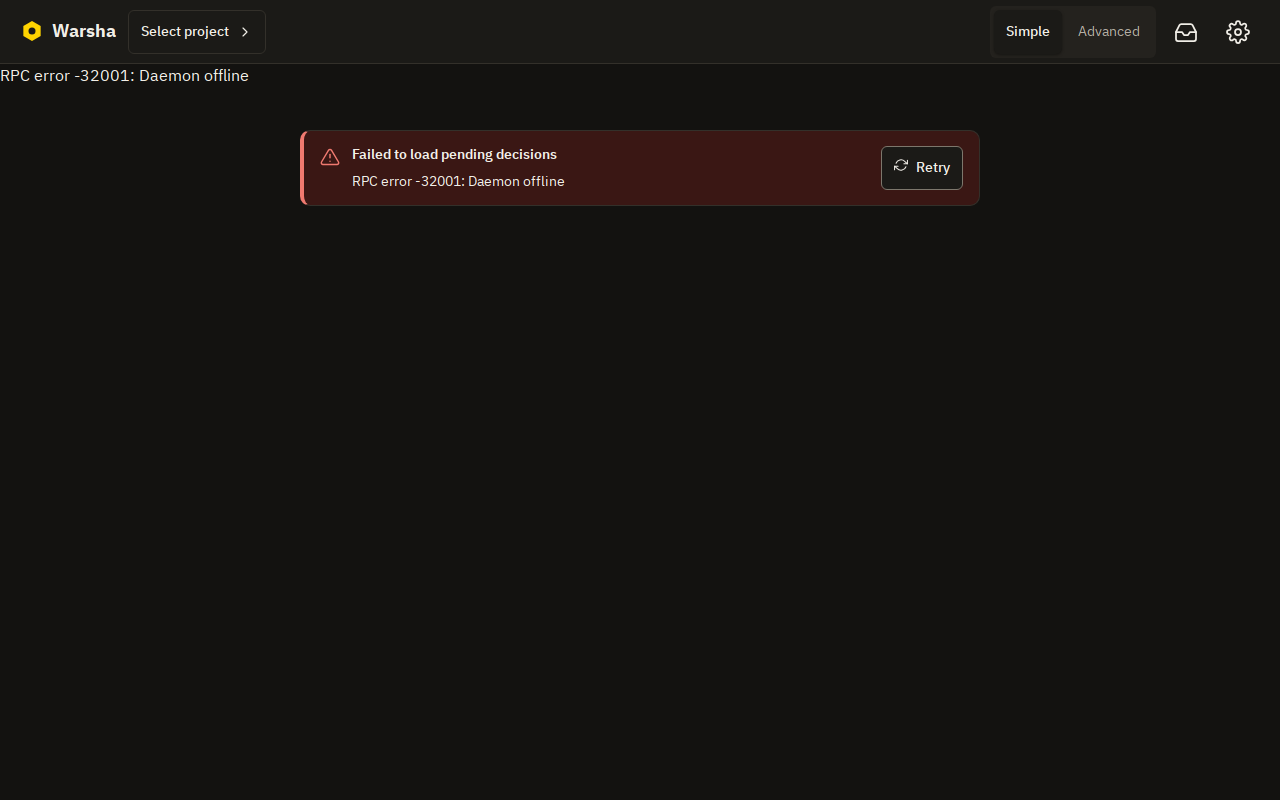 Warsha
Select project
Simple
Advanced
RPC error -32001: Daemon offline
Failed to load pending decisions
RPC error -32001: Daemon offline
Retry